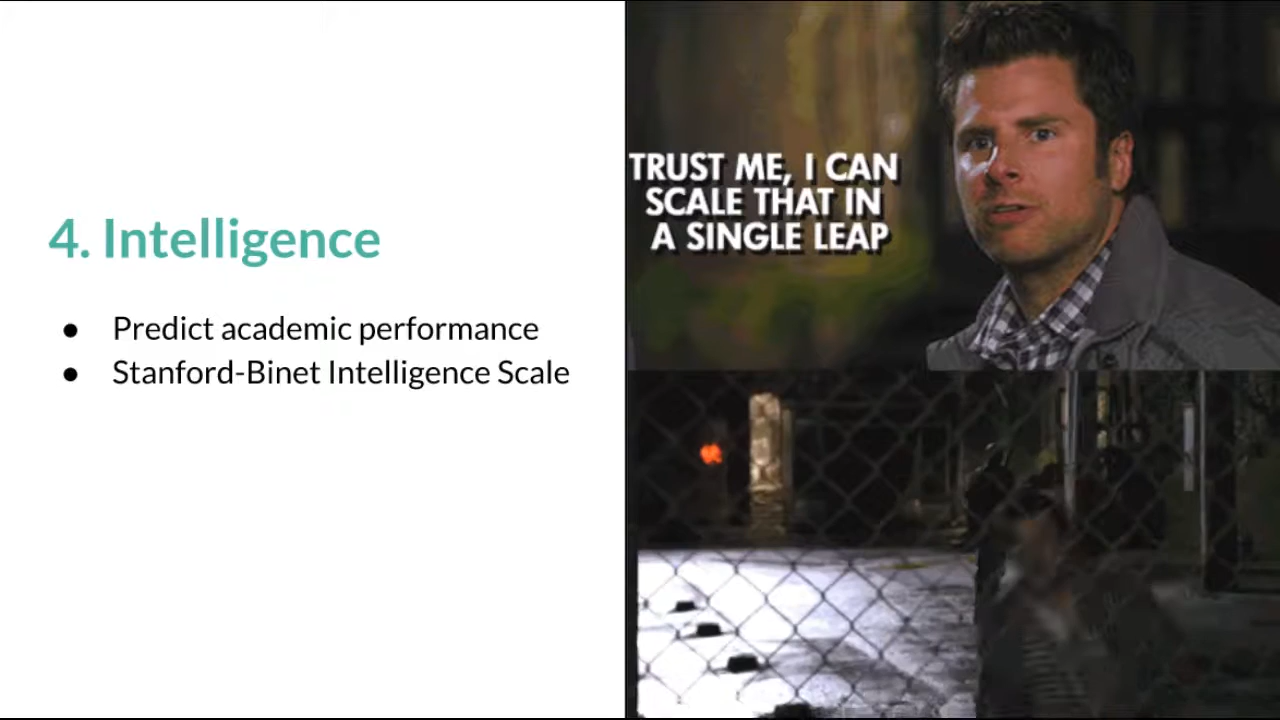 4. Intelligence
● Predict academic performance
● Stanford-Binet Intelligence Scale
TRUST ME, I CAN
SCALE THAT IN
A SINGLE LEAP